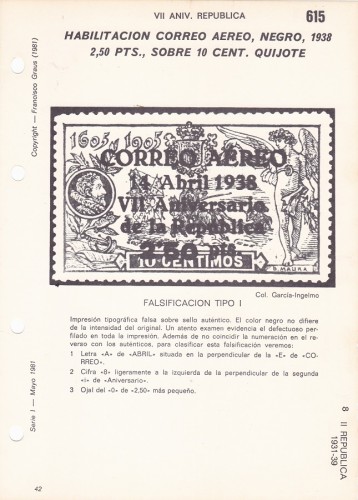 VII ANIV. REPUBLICA
615
HABILITACION CORREO AEREO, NEGRO, 1938
2,50 PTS., SOBRE 10 CENT. QUIJOTE
Copyright — Francisco Graus (1981)
1605 1905
CORREO AEREO
14 Abril 1938
VII Aniversario
de la República
2'50 Pts
10 CENTIMOS
B. MAURA
Col. García-Ingelmo
FALSIFICACION TIPO I
Impresión tipográfica falsa sobre sello auténtico. El color negro no difiere
de la intensidad del original. Un atento examen evidencia el defectuoso per-
filado en toda la impresión. Además de no coincidir la numeración en el re-
verso con los auténticos, para clasificar esta falsificación veremos:
1 Letra «A» de «ABRIL» situada en la perpendicular de la «E» de «CO-
RREO».
2 Cifra «8» ligeramente a la izquierda de la perpendicular de la segunda
«i» de «Aniversario».
3 Ojal del «0» de «2,50» más pequeño.
Serie I — Mayo 1981
8 II REPUBLICA
1931-39
42